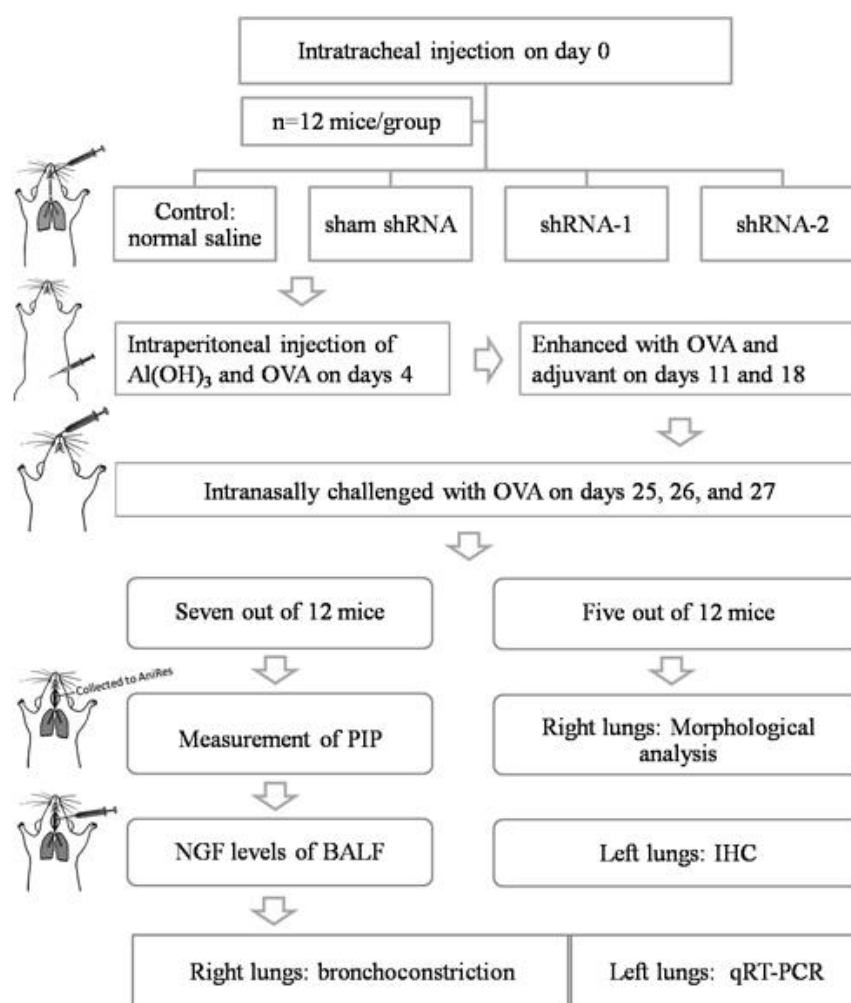 Intratracheal injection on day 0
n=12 mice/group
Control:
normal saline
sham shRNA
shRNA-1
shRNA-2
Intraperitoneal injection of
Al(OH)₃ and OVA on days 4
Enhanced with OVA and
adjuvant on days 11 and 18
Intranasally challenged with OVA on days 25, 26, and 27
Seven out of 12 mice
Five out of 12 mice
Collected to AniRes
Measurement of PIP
Right lungs: Morphological
analysis
NGF levels of BALF
Left lungs: IHC
Right lungs: bronchoconstriction
Left lungs: qRT-PCR